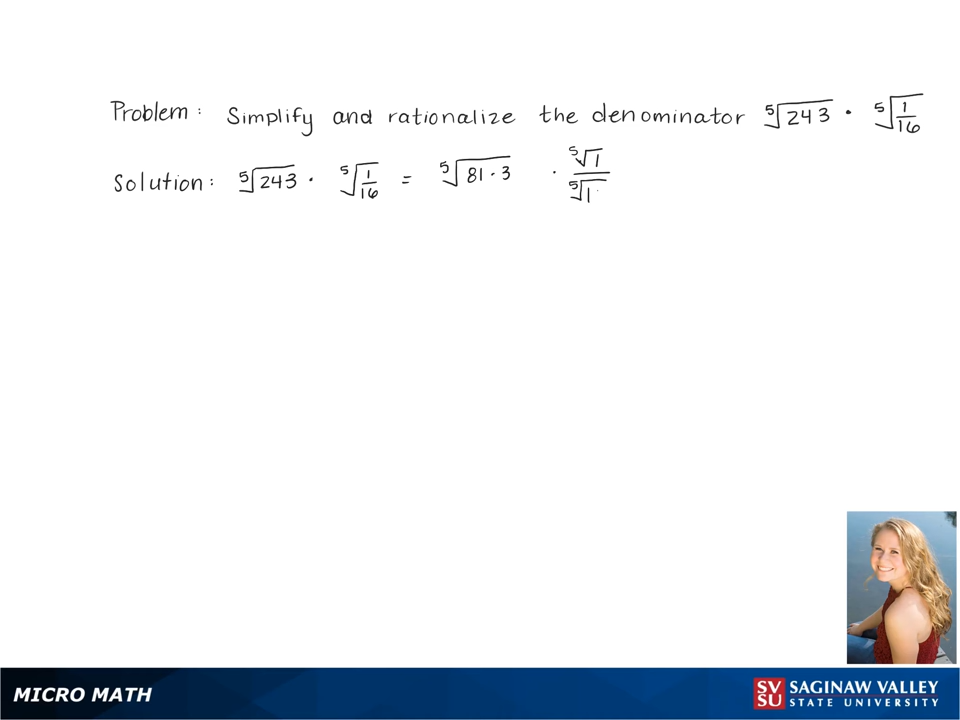 Problem: Simplify and rationalize the denominator ⁵√243 · ⁵√(1/16)
Solution: ⁵√243 · ⁵√(1/16) = ⁵√(81·3) · ⁵√1/⁵√1
MICRO MATH
SVSU SAGINAW VALLEY
STATE UNIVERSITY